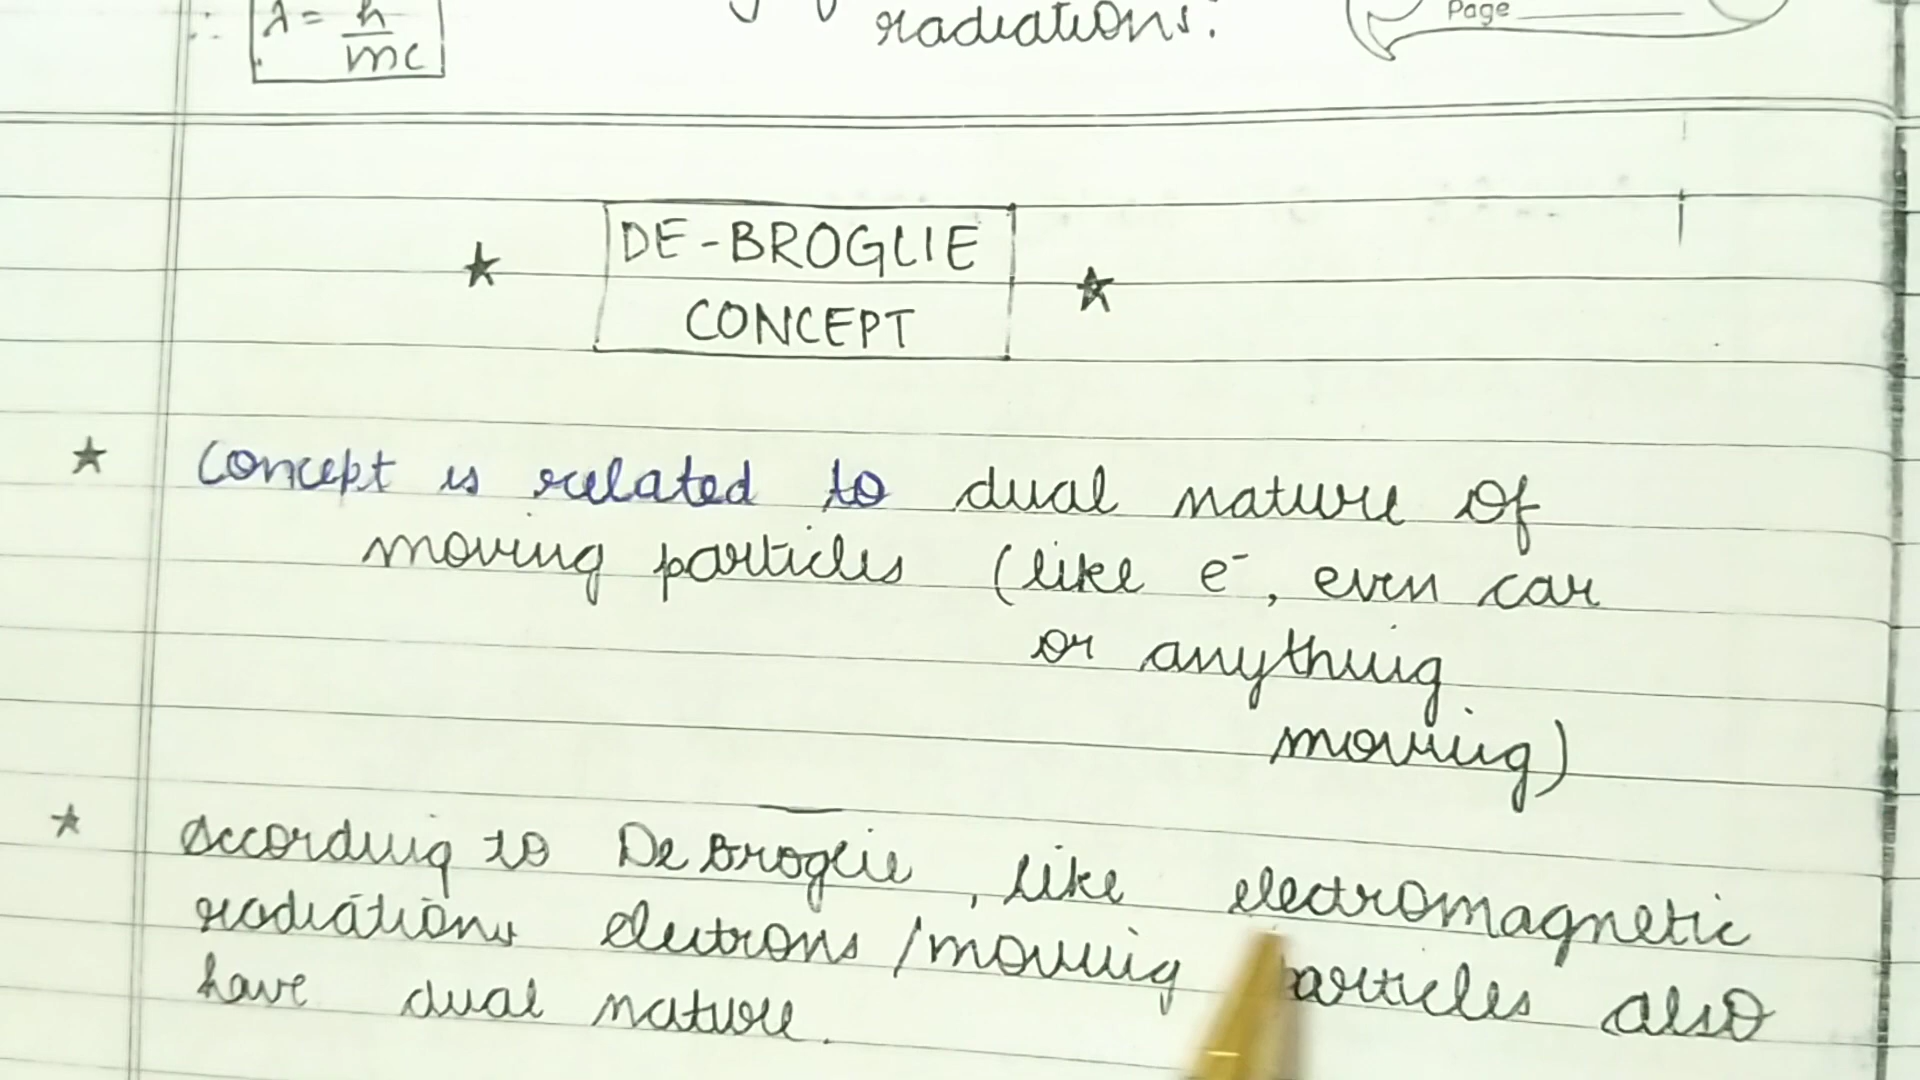 ∴ λ = h/mc
radiations.
Page
DE-BROGLIE
CONCEPT
Concept is related to dual nature of
moving particles (like e⁻, even car
or anything
moving)
According to De Broglie, like electromagnetic
radiations electrons/moving particles also
have dual nature.